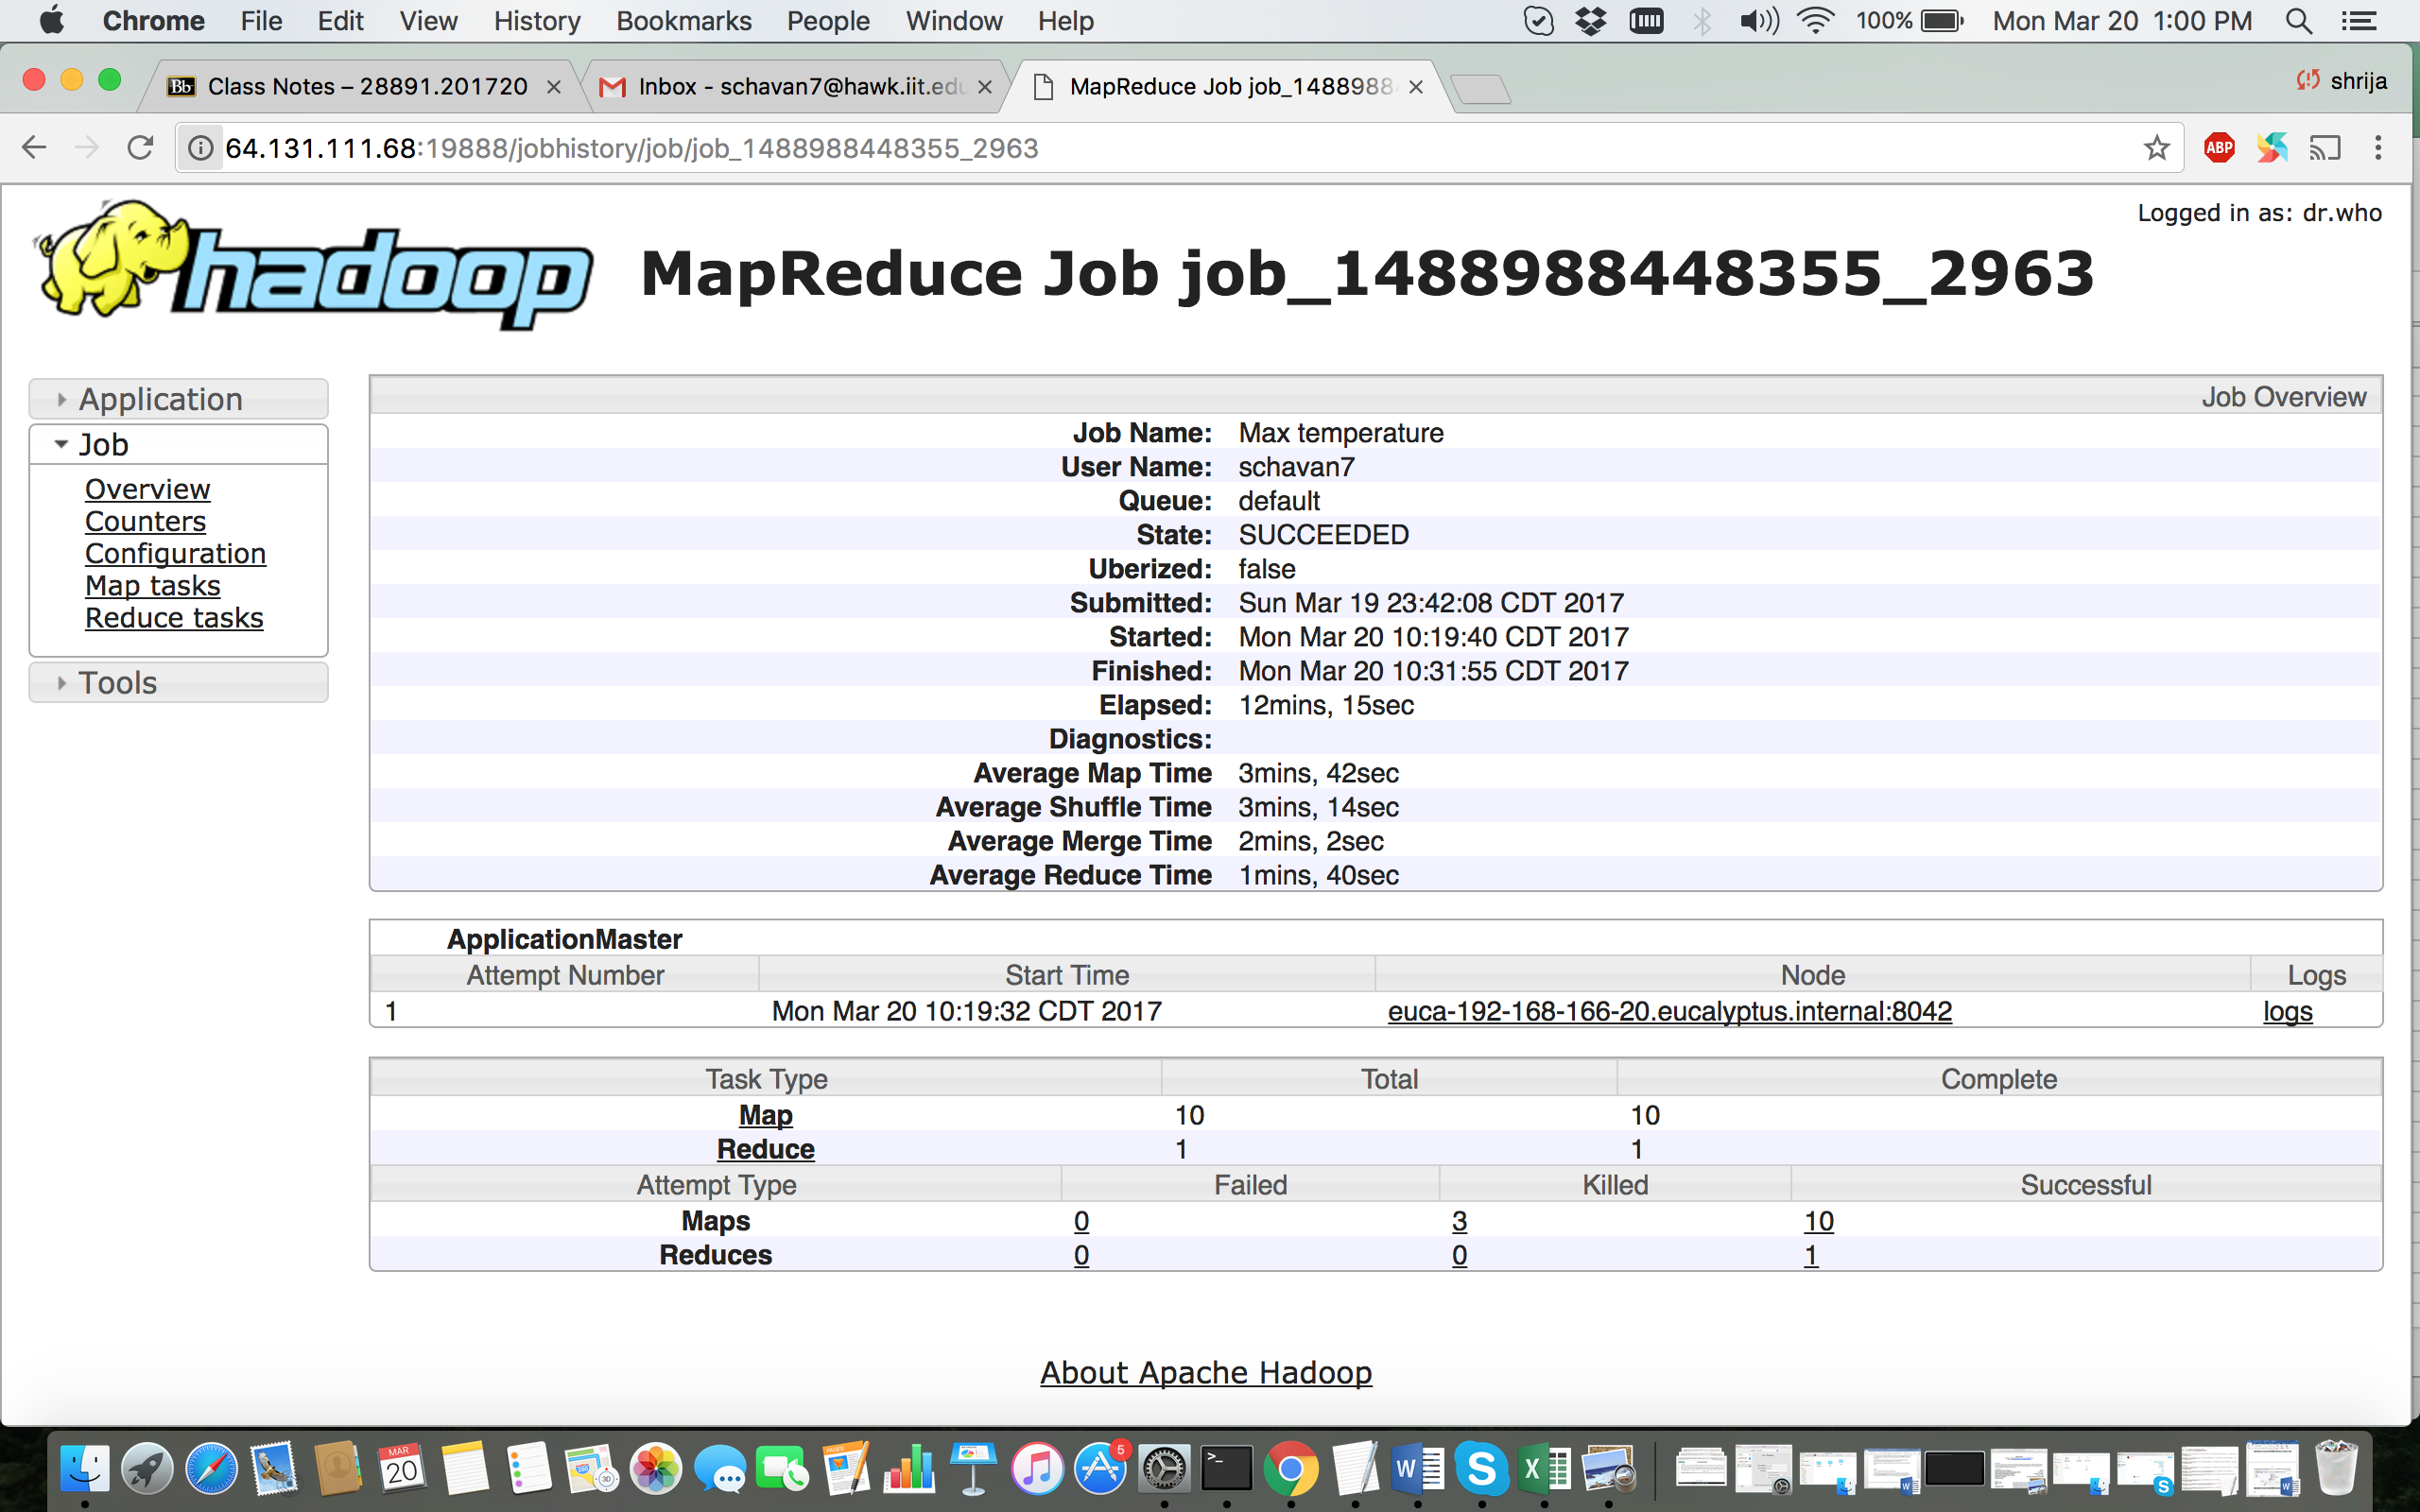 Chrome File Edit View History Bookmarks People Window Help 100% Mon Mar 20 1:00 PM
Bb Class Notes – 28891.201720 Inbox - schavan7@hawk.iit.edu MapReduce Job job_1488988 shrija
64.131.111.68:19888/jobhistory/job/job_1488988448355_2963 ABP
Logged in as: dr.who
hadoop MapReduce Job job_1488988448355_2963
Application
Job
Overview
Counters
Configuration
Map tasks
Reduce tasks
Tools
Job Overview
Job Name: Max temperature
User Name: schavan7
Queue: default
State: SUCCEEDED
Uberized: false
Submitted: Sun Mar 19 23:42:08 CDT 2017
Started: Mon Mar 20 10:19:40 CDT 2017
Finished: Mon Mar 20 10:31:55 CDT 2017
Elapsed: 12mins, 15sec
Diagnostics:
Average Map Time 3mins, 42sec
Average Shuffle Time 3mins, 14sec
Average Merge Time 2mins, 2sec
Average Reduce Time 1mins, 40sec
ApplicationMaster
Attempt Number Start Time Node Logs
1 Mon Mar 20 10:19:32 CDT 2017 euca-192-168-166-20.eucalyptus.internal:8042 logs
Task Type Total Complete
Map 10 10
Reduce 1 1
Attempt Type Failed Killed Successful
Maps 0 3 10
Reduces 0 0 1
About Apache Hadoop
MAR
20
PAGES
3D
5
>_
W
S
X